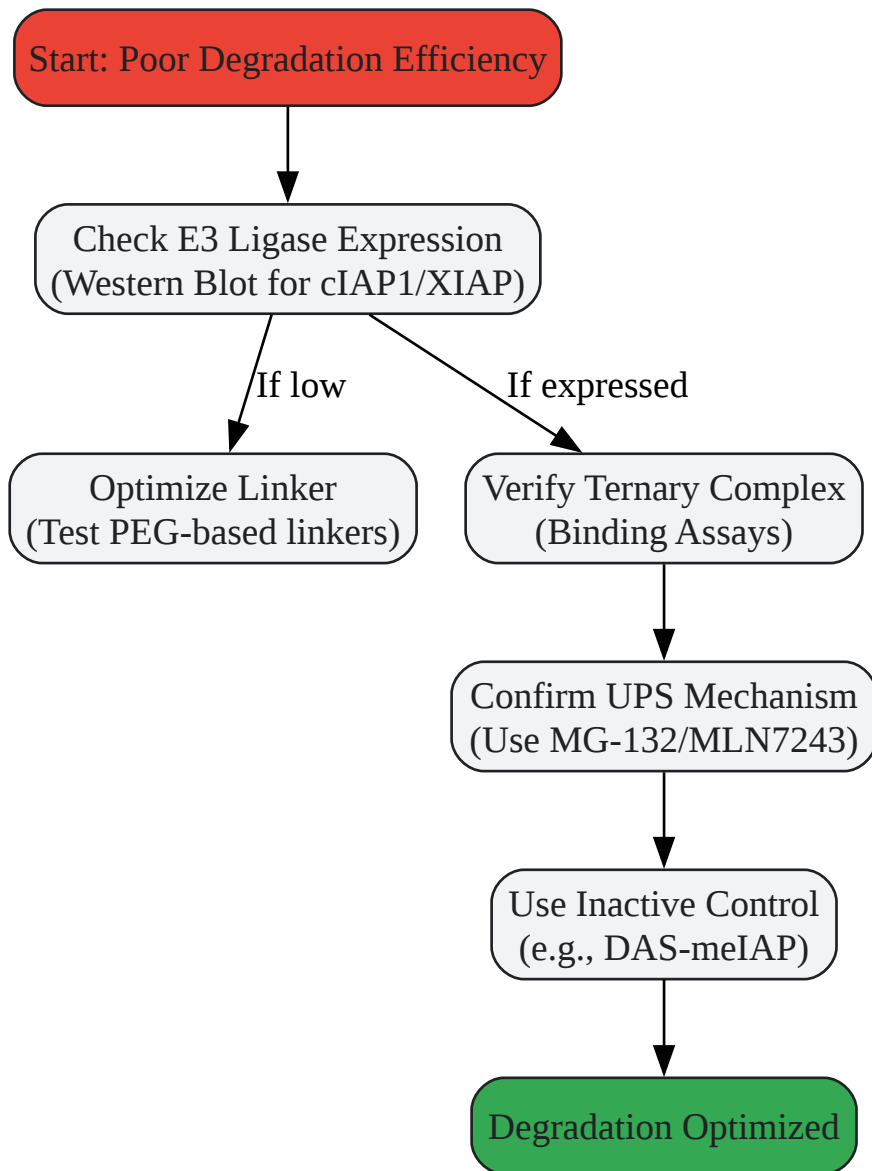 Start: Poor Degradation Efficiency
Check E3 Ligase Expression
(Western Blot for cIAP1/XIAP)
If low
If expressed
Optimize Linker
(Test PEG-based linkers)
Verify Ternary Complex
(Binding Assays)
Confirm UPS Mechanism
(Use MG-132/MLN7243)
Use Inactive Control
(e.g., DAS-meIAP)
Degradation Optimized